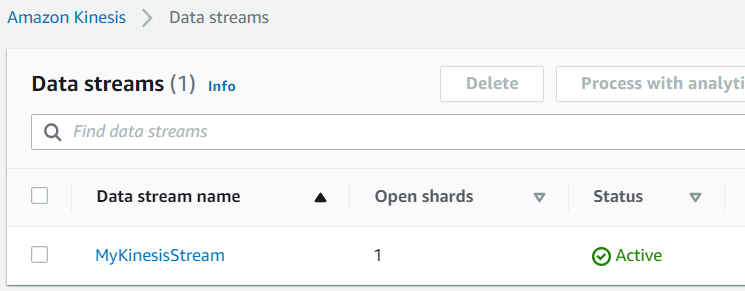 Amazon Kinesis > Data streams
Data streams (1) Info
Delete
Process with analyti
Find data streams
Data stream name
Open shards
Status
MyKinesisStream
1
Active